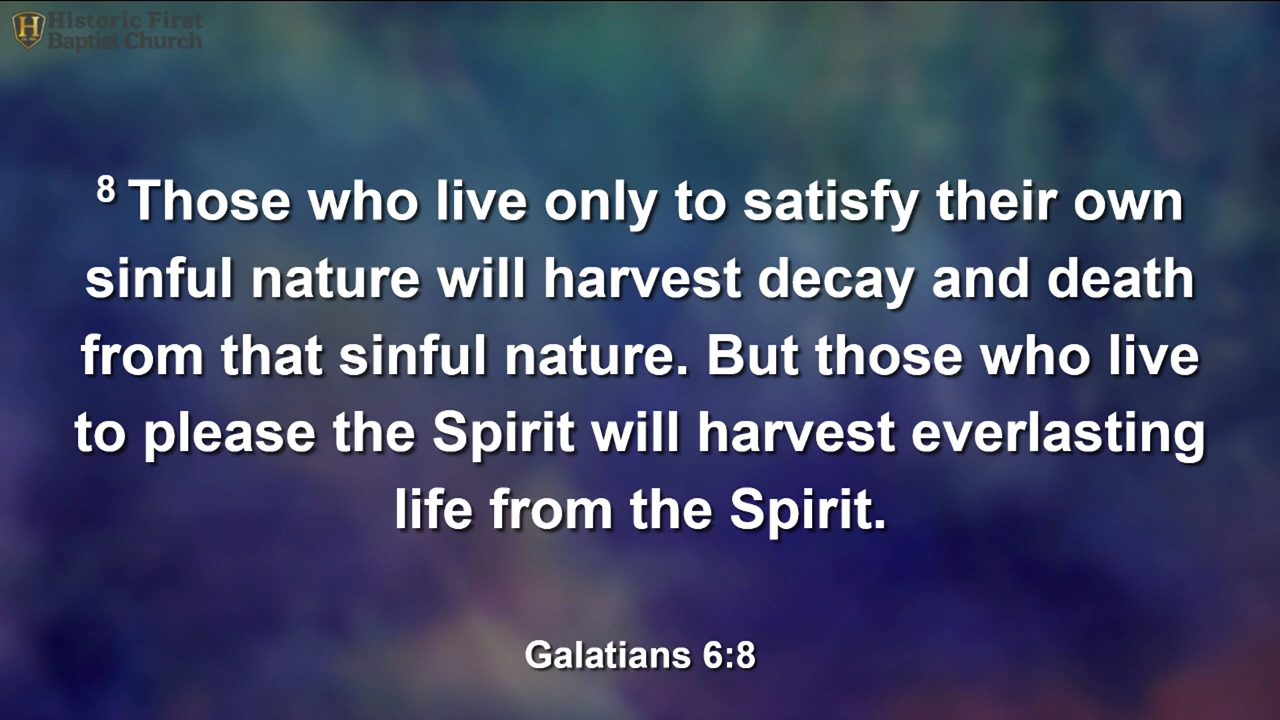 Historic First
Baptist Church
H
8 Those who live only to satisfy their own
sinful nature will harvest decay and death
from that sinful nature. But those who live
to please the Spirit will harvest everlasting
life from the Spirit.
Galatians 6:8